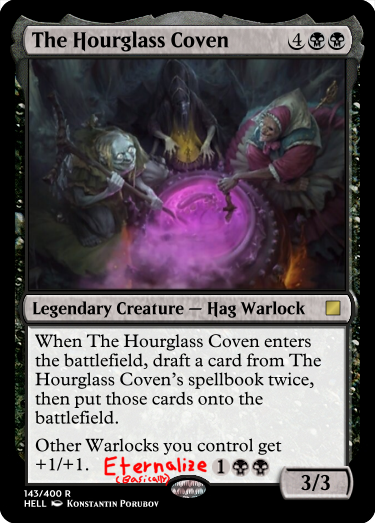 The Hourglass Coven 4
Legendary Creature — Hag Warlock
When The Hourglass Coven enters
the battlefield, draft a card from The
Hourglass Coven's spellbook twice,
then put those cards onto the
battlefield.
Other Warlocks you control get
+1/+1. Eternalize 1
(Basically)
3/3
143/400 R
HELL Konstantin Porubov